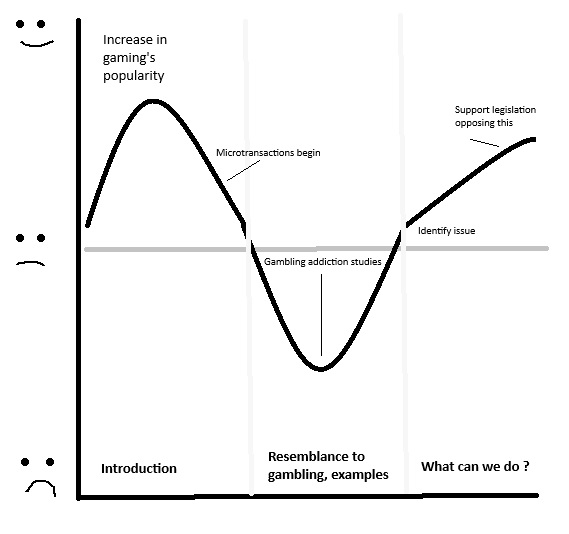 Increase in
gaming's
popularity
Microtransactions begin
Support legislation
opposing this
Identify issue
Gambling addiction studies
Introduction
Resemblance to
gambling, examples
What can we do ?